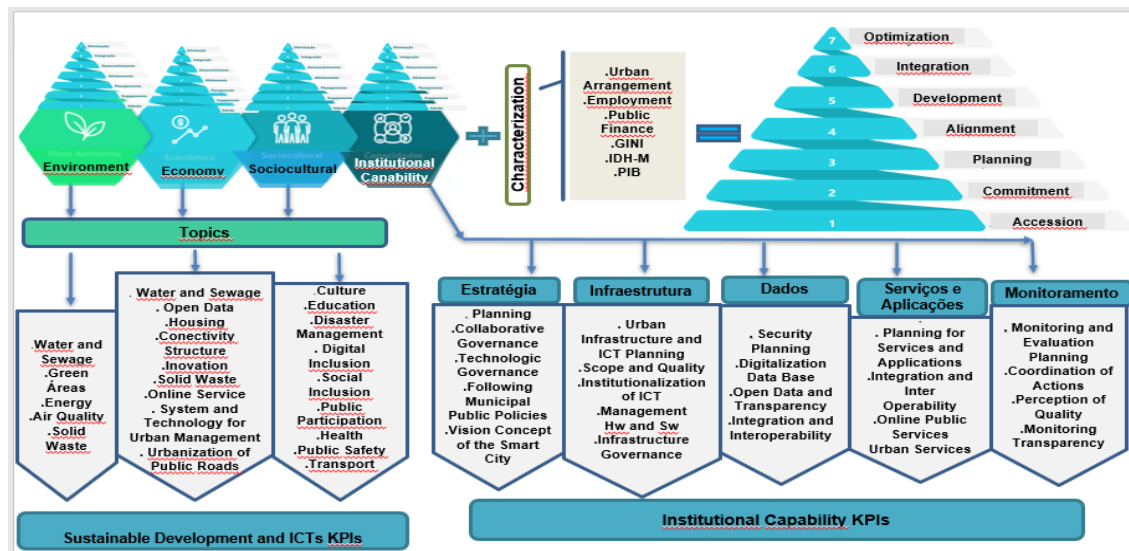 7 Optimization
6 Integration
5 Development
4 Alignment
3 Planning
2 Commitment
1 Accession
Meio Ambiente
Environment
Economy
Sociocultural
Sociocultural
Institutional
Capability
Characterization
.Urban
Arrangement
.Employment
.Public
Finance
.GINI
.IDH-M
.PIB
Topics
.Water and
Sewage
.Green
Áreas
.Energy
.Air Quality
.Solid
Waste
. Water and Sewage
. Open Data
.Housing
.Conectivity
Structure
.Inovation
.Solid Waste
.Online Service
. System and
Technology for
Urban Management
. Urbanization of
Public Roads
.Culture
.Education
.Disaster
Management
. Digital
Inclusion
.Social
Inclusion
.Public
Participation
.Health
.Public Safety
.Transport
Sustainable Development and ICTs KPIs
Estratégia
. Planning
.Collaborative
Governance
.Technologic
Governance
.Following
Municipal
Public Policies
.Vision Concept
of the Smart
City
Infraestrutura
. Urban
Infrastructure and
ICT Planning
.Scope and Quality
.Institutionalization
of ICT
.Management
Hw and Sw
.Infrastructure
Governance
Dados
. Security
Planning
.Digitalization
Data Base
.Open Data and
Transparency
.Integration and
Interoperability
Serviços e
Aplicações
.
. Planning for
Services and
Applications
.Integration and
Inter
Operability
.Online Public
Services
Urban Services
Monitoramento
. Monitoring and
Evaluation
Planning
.Coordination of
Actions
.Perception of
Quality
.Monitoring
Transparency
Institutional Capability KPIs